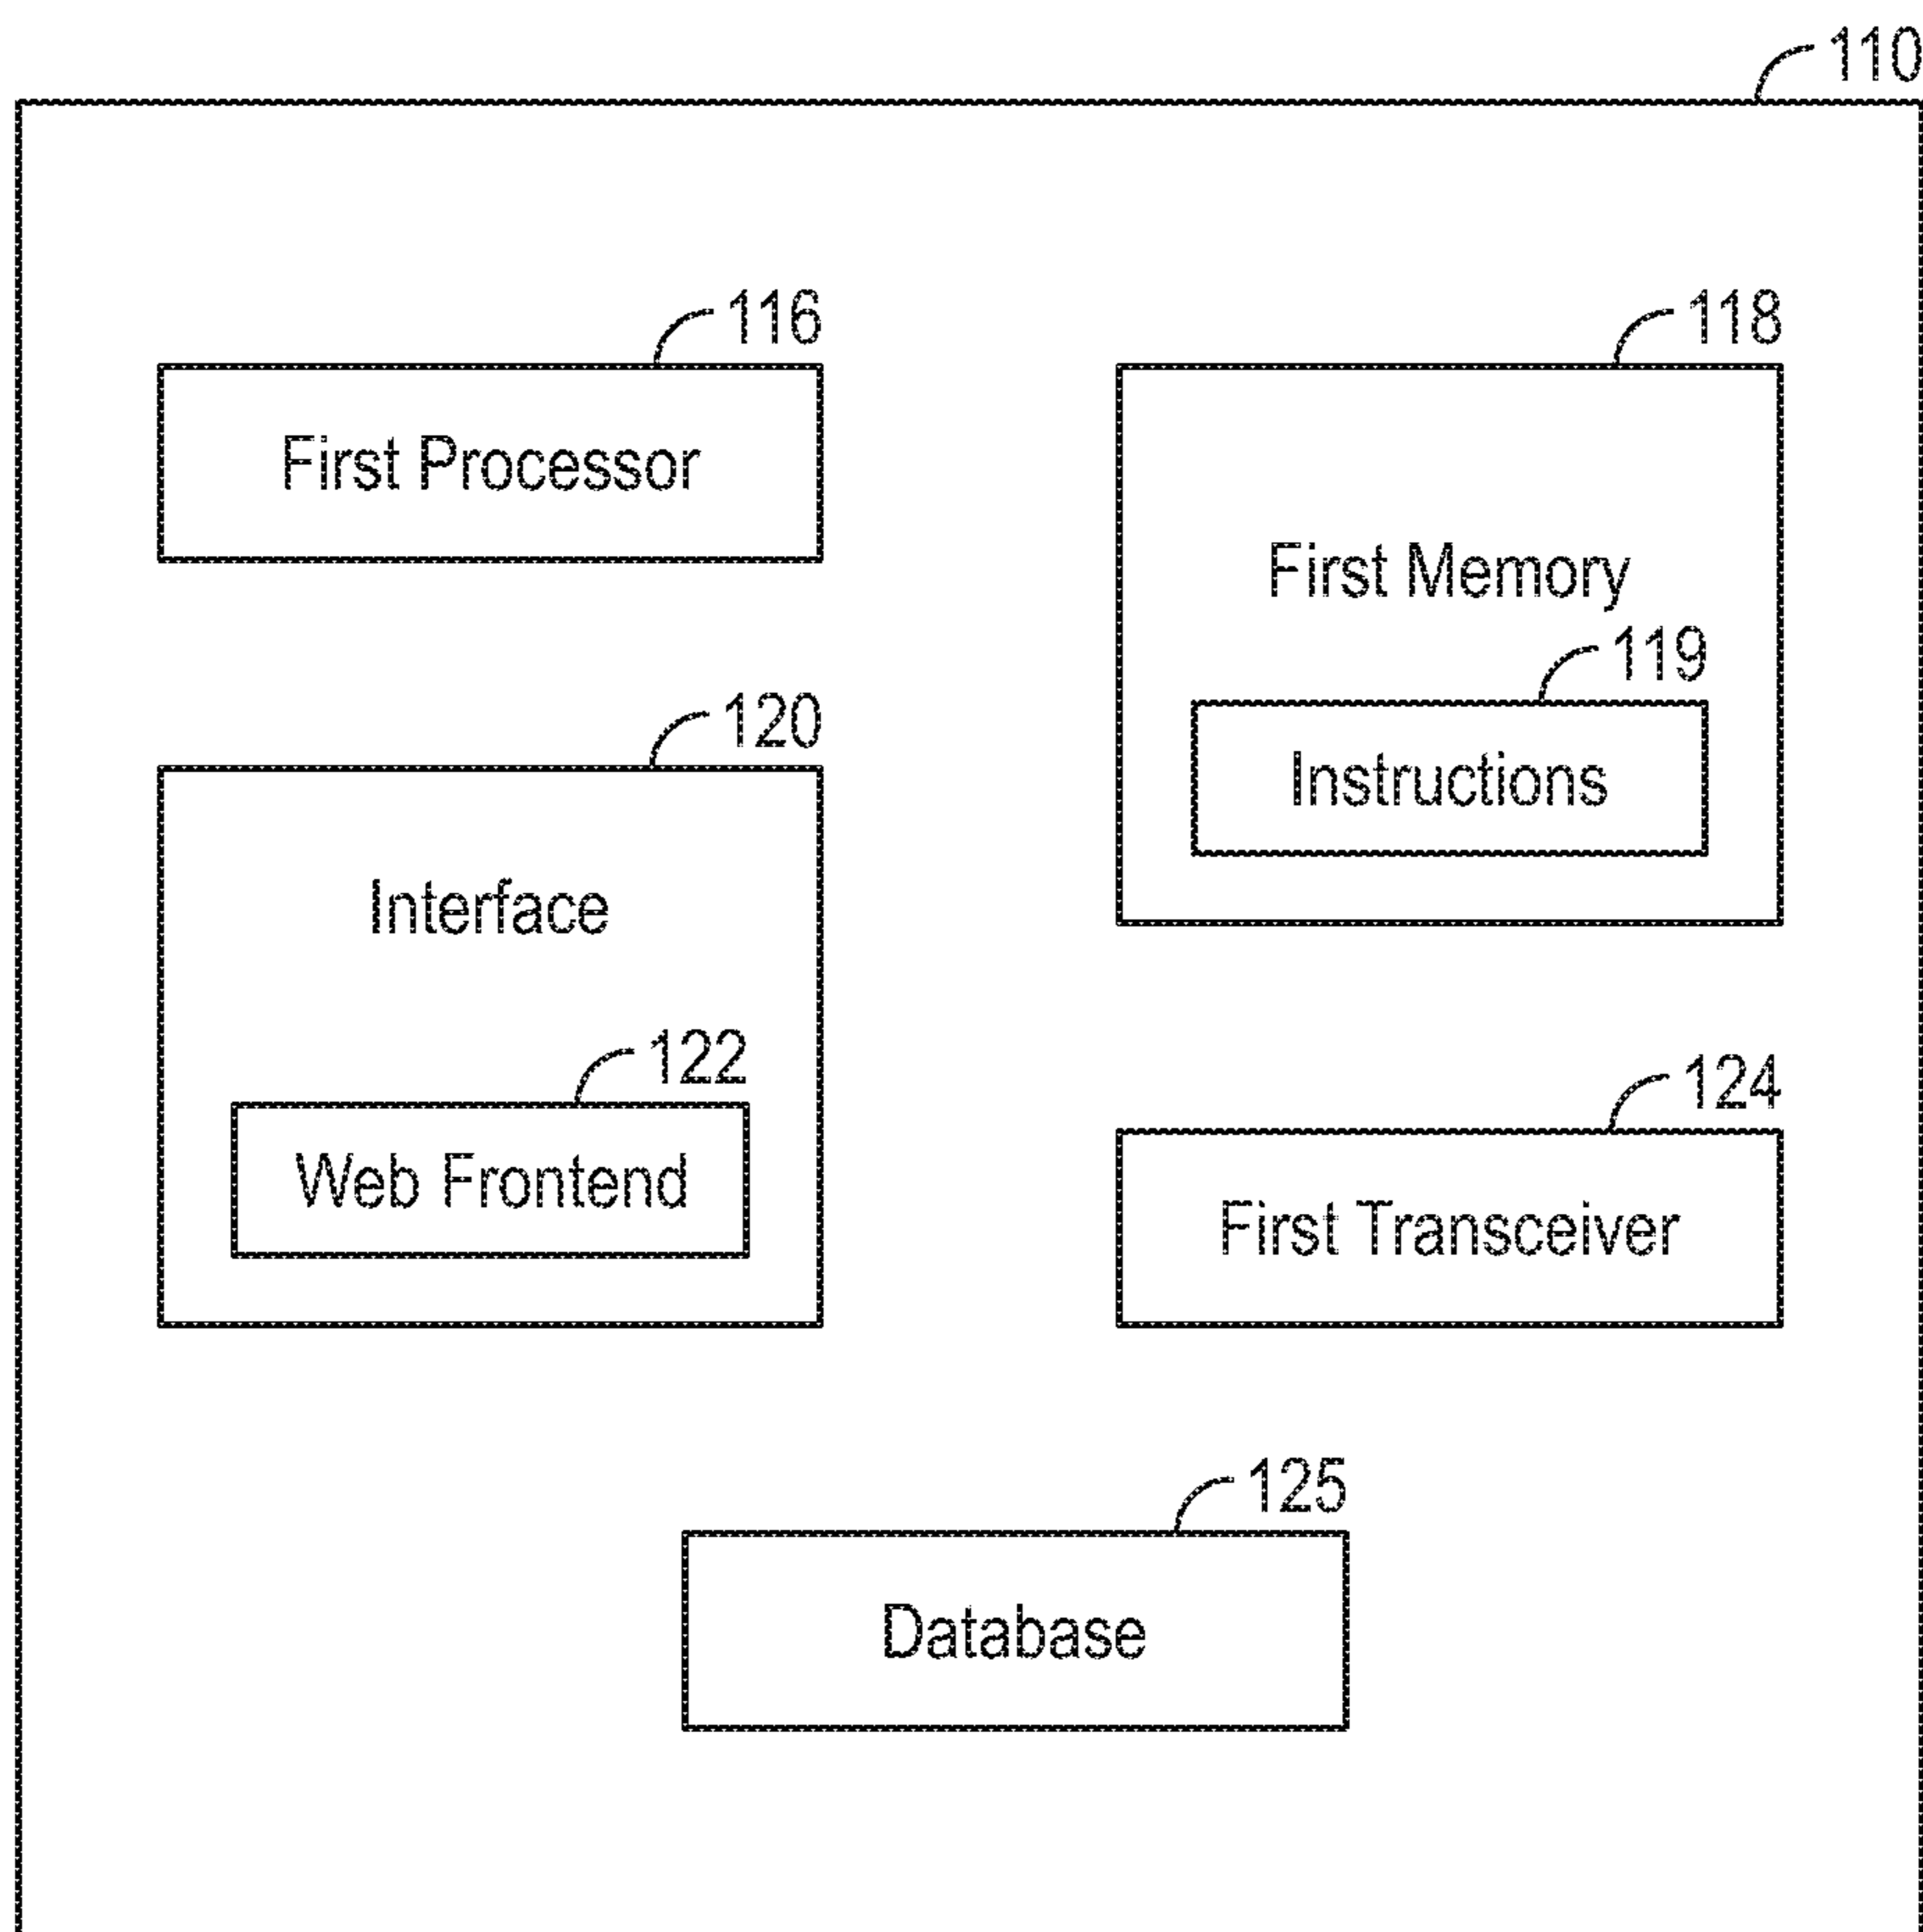 110
116
First Processor
118
First Memory
119
Instructions
120
Interface
122
Web Frontend
124
First Transceiver
125
Database